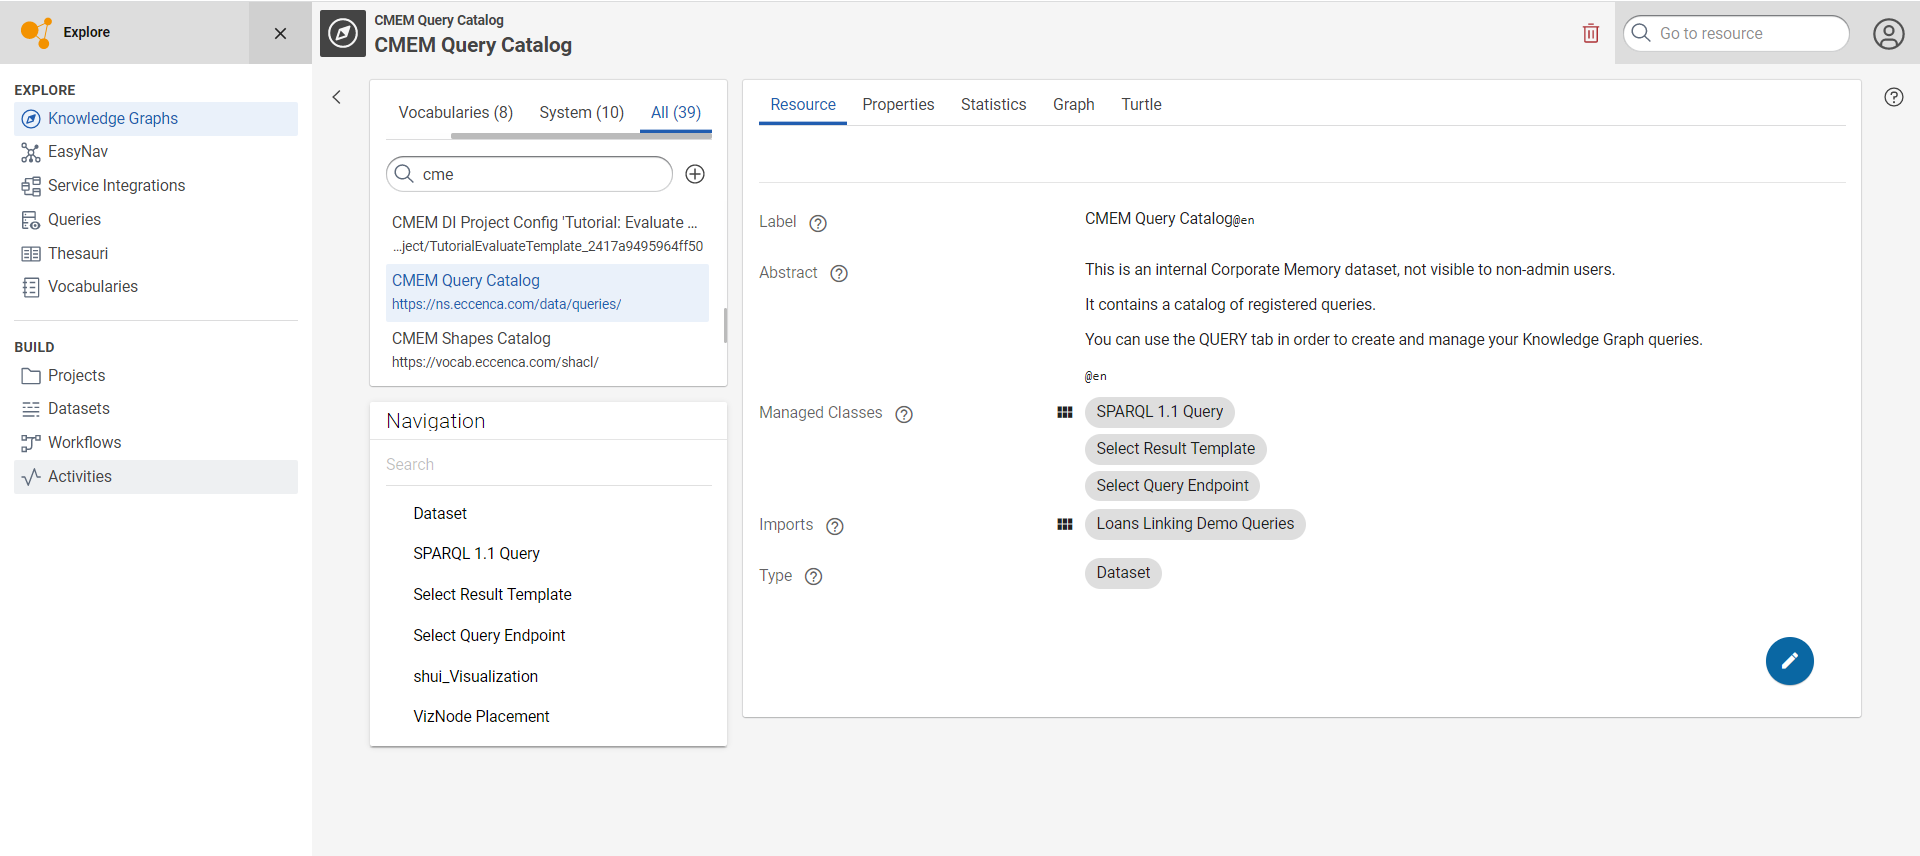 Explore
CMEM Query Catalog
CMEM Query Catalog
Go to resource
EXPLORE
Knowledge Graphs
EasyNav
Service Integrations
Queries
Thesauri
Vocabularies
BUILD
Projects
Datasets
Workflows
Activities
Vocabularies (8) System (10) All (39)
cme
CMEM DI Project Config 'Tutorial: Evaluate ...
...ject/TutorialEvaluateTemplate_2417a9495964ff50
CMEM Query Catalog
https://ns.eccenca.com/data/queries/
CMEM Shapes Catalog
https://vocab.eccenca.com/shacl/
Navigation
Search
Dataset
SPARQL 1.1 Query
Select Result Template
Select Query Endpoint
shui_Visualization
VizNode Placement
Resource Properties Statistics Graph Turtle
Label CMEM Query Catalog@en
Abstract This is an internal Corporate Memory dataset, not visible to non-admin users.
It contains a catalog of registered queries.
You can use the QUERY tab in order to create and manage your Knowledge Graph queries.
@en
Managed Classes SPARQL 1.1 Query
Select Result Template
Select Query Endpoint
Imports Loans Linking Demo Queries
Type Dataset